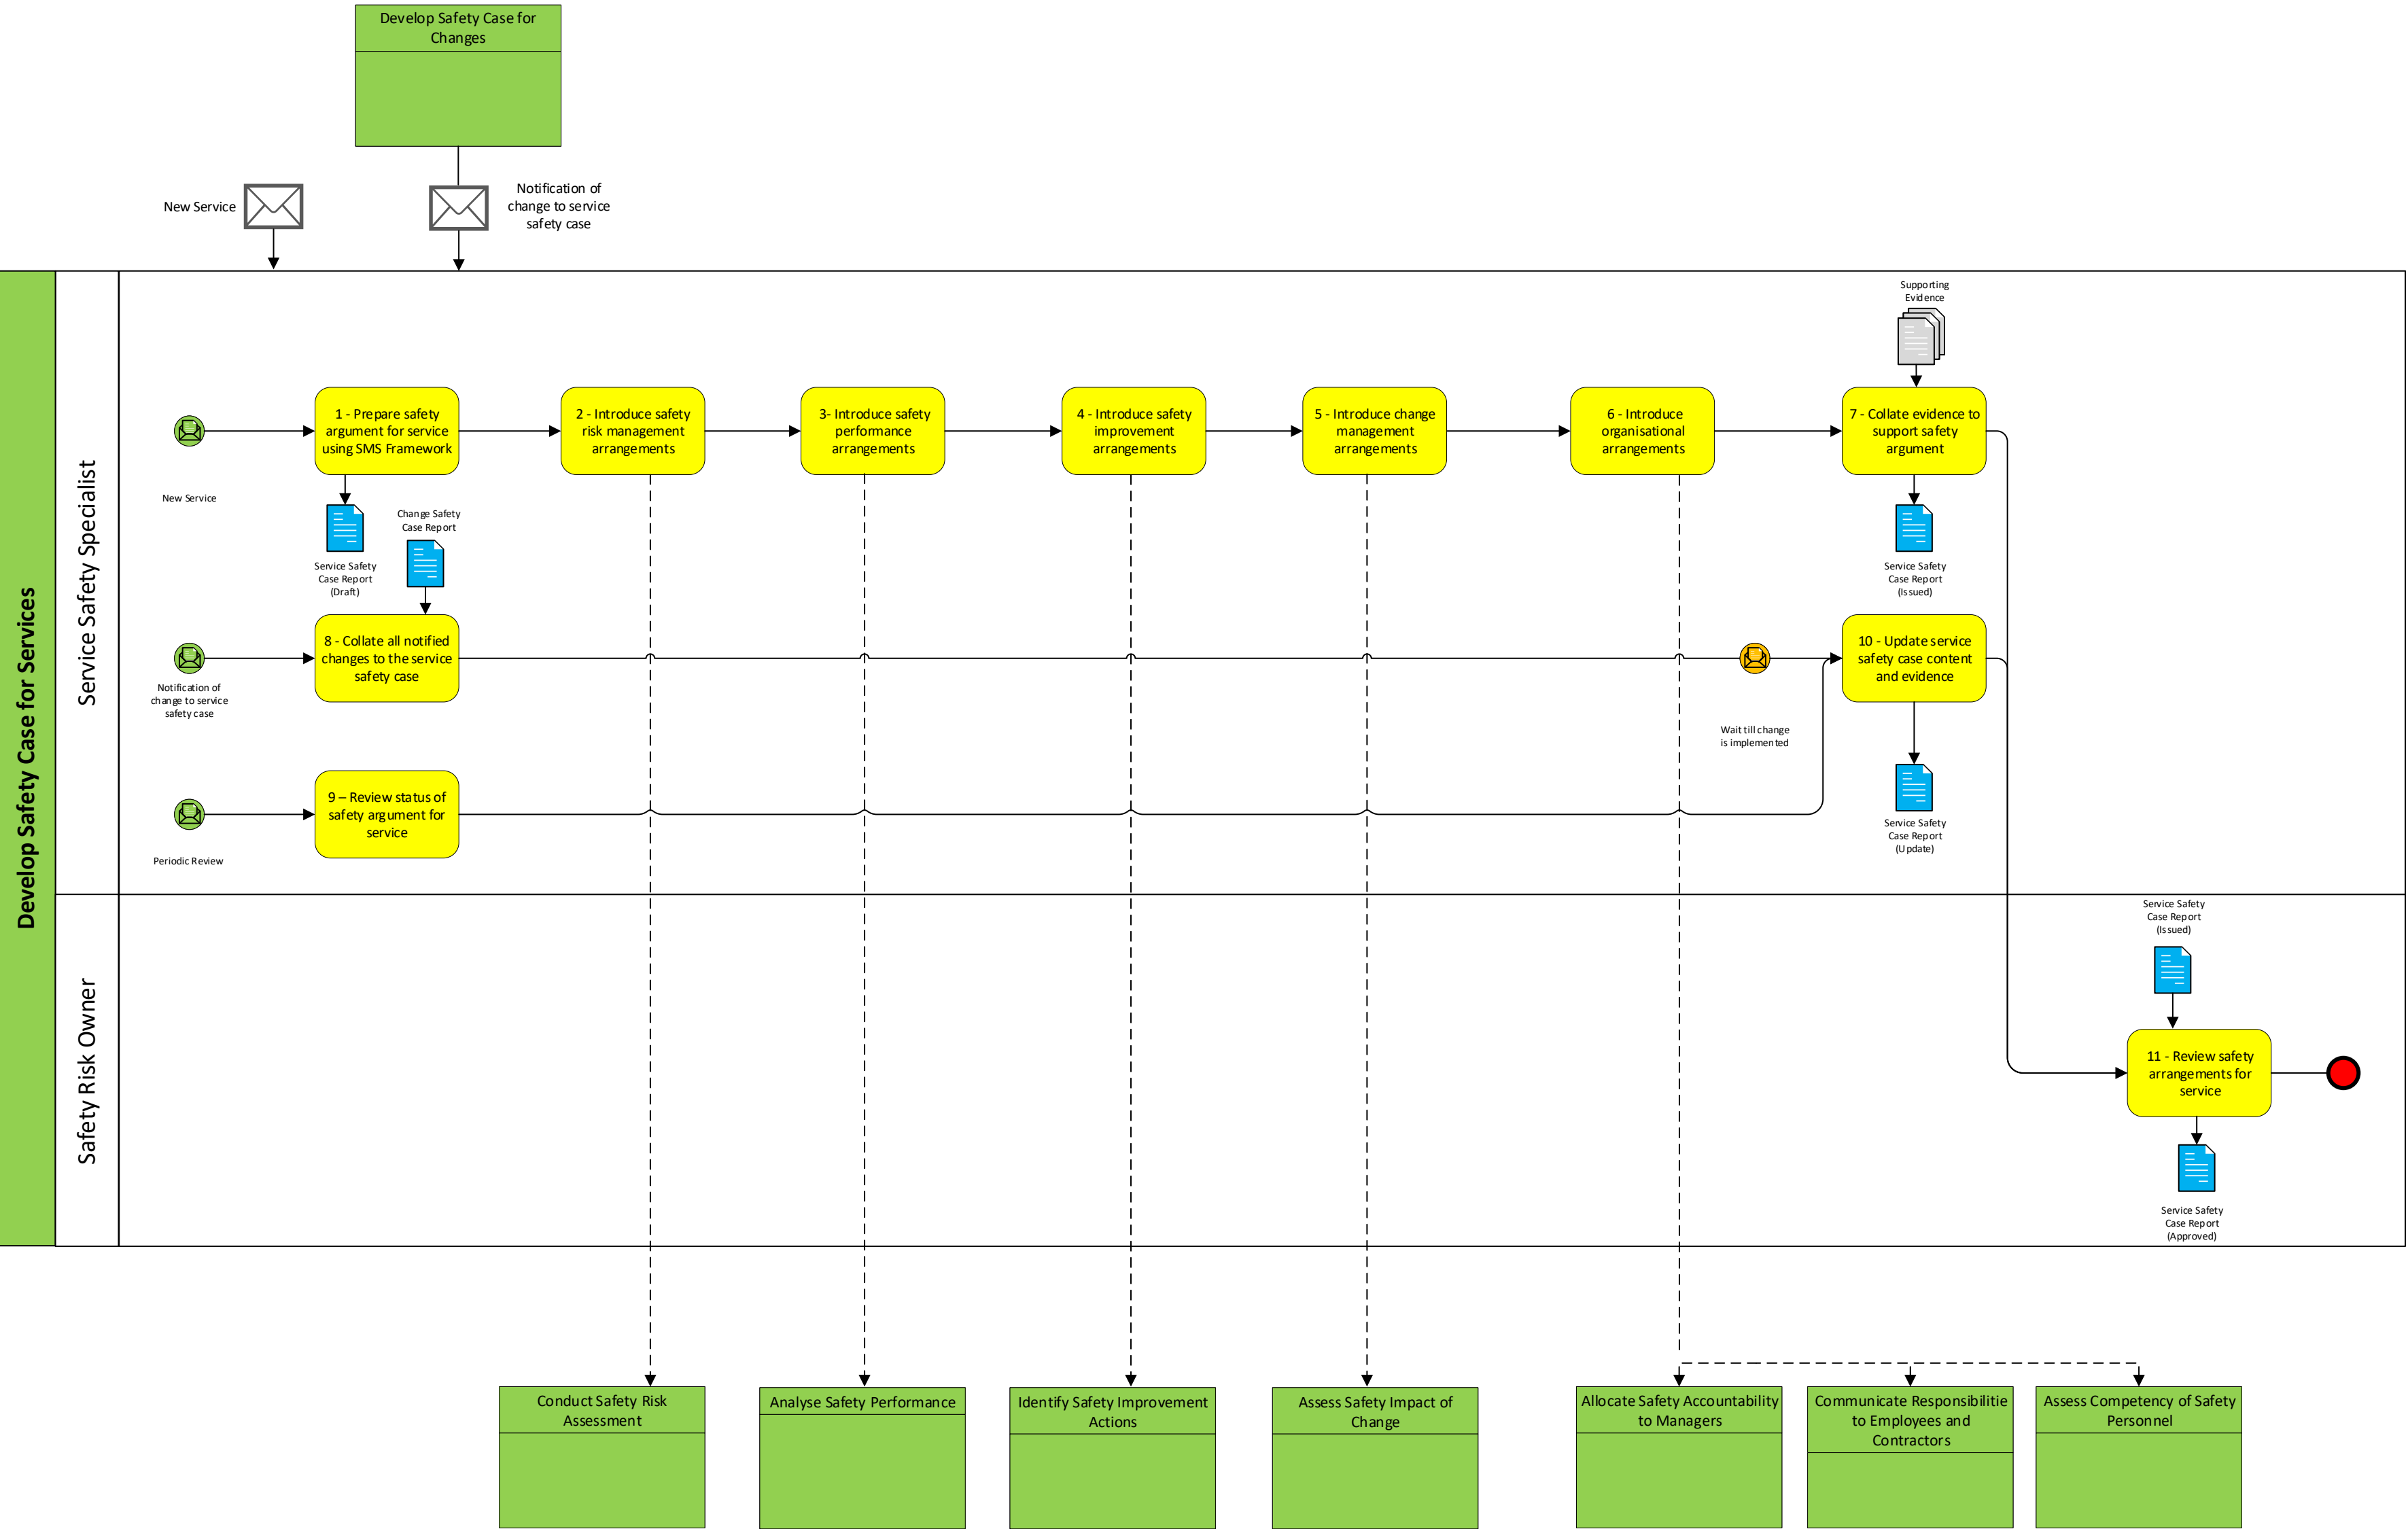 Develop Safety Case for
Changes
New Service
Notification of
change to service
safety case
Develop Safety Case for Services
Service Safety Specialist
Supporting
Evidence
1 - Prepare safety
argument for service
using SMS Framework
2 - Introduce safety
risk management
arrangements
3- Introduce safety
performance
arrangements
4 - Introduce safety
improvement
arrangements
5 - Introduce change
management
arrangements
6 - Introduce
organisational
arrangements
7 - Collate evidence to
support safety
argument
New Service
Change Safety
Case Report
Service Safety
Case Report
(Draft)
Service Safety
Case Report
(Issued)
8 - Collate all notified
changes to the service
safety case
10 - Update service
safety case content
and evidence
Notification of
change to service
safety case
Wait till change
is implemented
9 – Review status of
safety argument for
service
Service Safety
Case Report
(Update)
Periodic Review
Safety Risk Owner
Service Safety
Case Report
(Issued)
11 - Review safety
arrangements for
service
Service Safety
Case Report
(Approved)
Conduct Safety Risk
Assessment
Analyse Safety Performance
Identify Safety Improvement
Actions
Assess Safety Impact of
Change
Allocate Safety Accountability
to Managers
Communicate Responsibilitie
to Employees and
Contractors
Assess Competency of Safety
Personnel